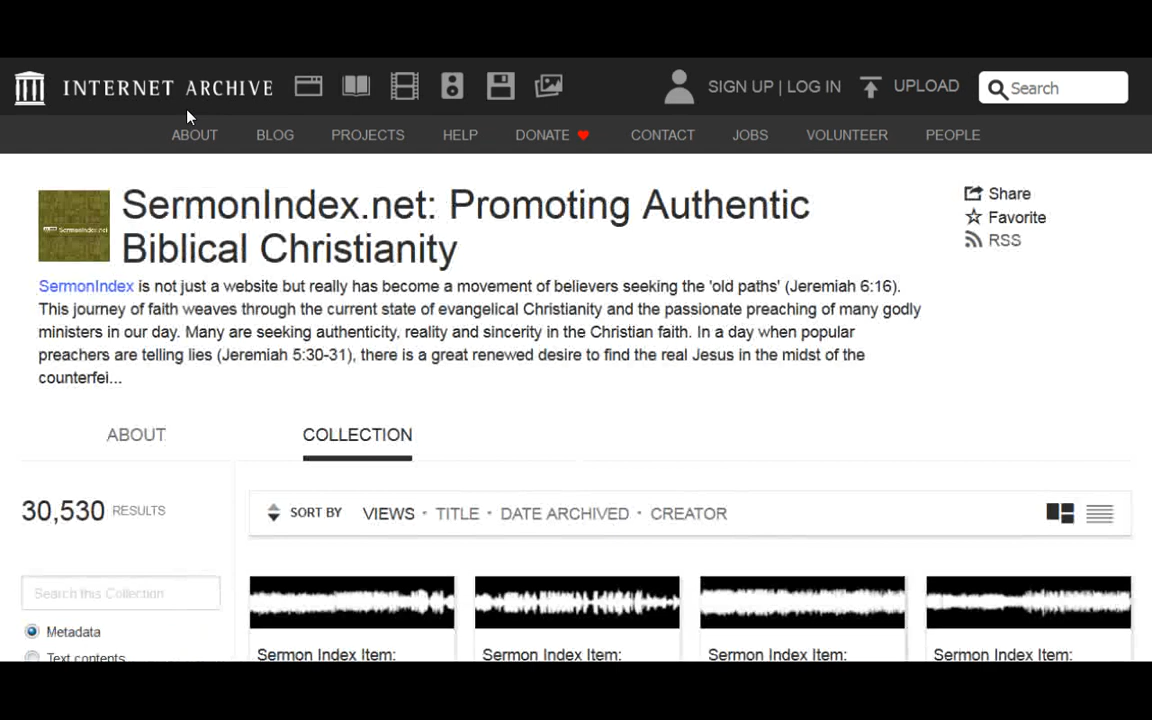 INTERNET ARCHIVE
SIGN UP | LOG IN
UPLOAD
Search
ABOUT
BLOG
PROJECTS
HELP
DONATE
CONTACT
JOBS
VOLUNTEER
PEOPLE
SermonIndex.net: Promoting Authentic
Biblical Christianity
Share
Favorite
RSS
SermonIndex is not just a website but really has become a movement of believers seeking the 'old paths' (Jeremiah 6:16).
This journey of faith weaves through the current state of evangelical Christianity and the passionate preaching of many godly
ministers in our day. Many are seeking authenticity, reality and sincerity in the Christian faith. In a day when popular
preachers are telling lies (Jeremiah 5:30-31), there is a great renewed desire to find the real Jesus in the midst of the
counterfei...
ABOUT
COLLECTION
30,530 RESULTS
SORT BY VIEWS · TITLE · DATE ARCHIVED · CREATOR
Search this Collection
Metadata
Text contents
Sermon Index Item:
Sermon Index Item:
Sermon Index Item:
Sermon Index Item: